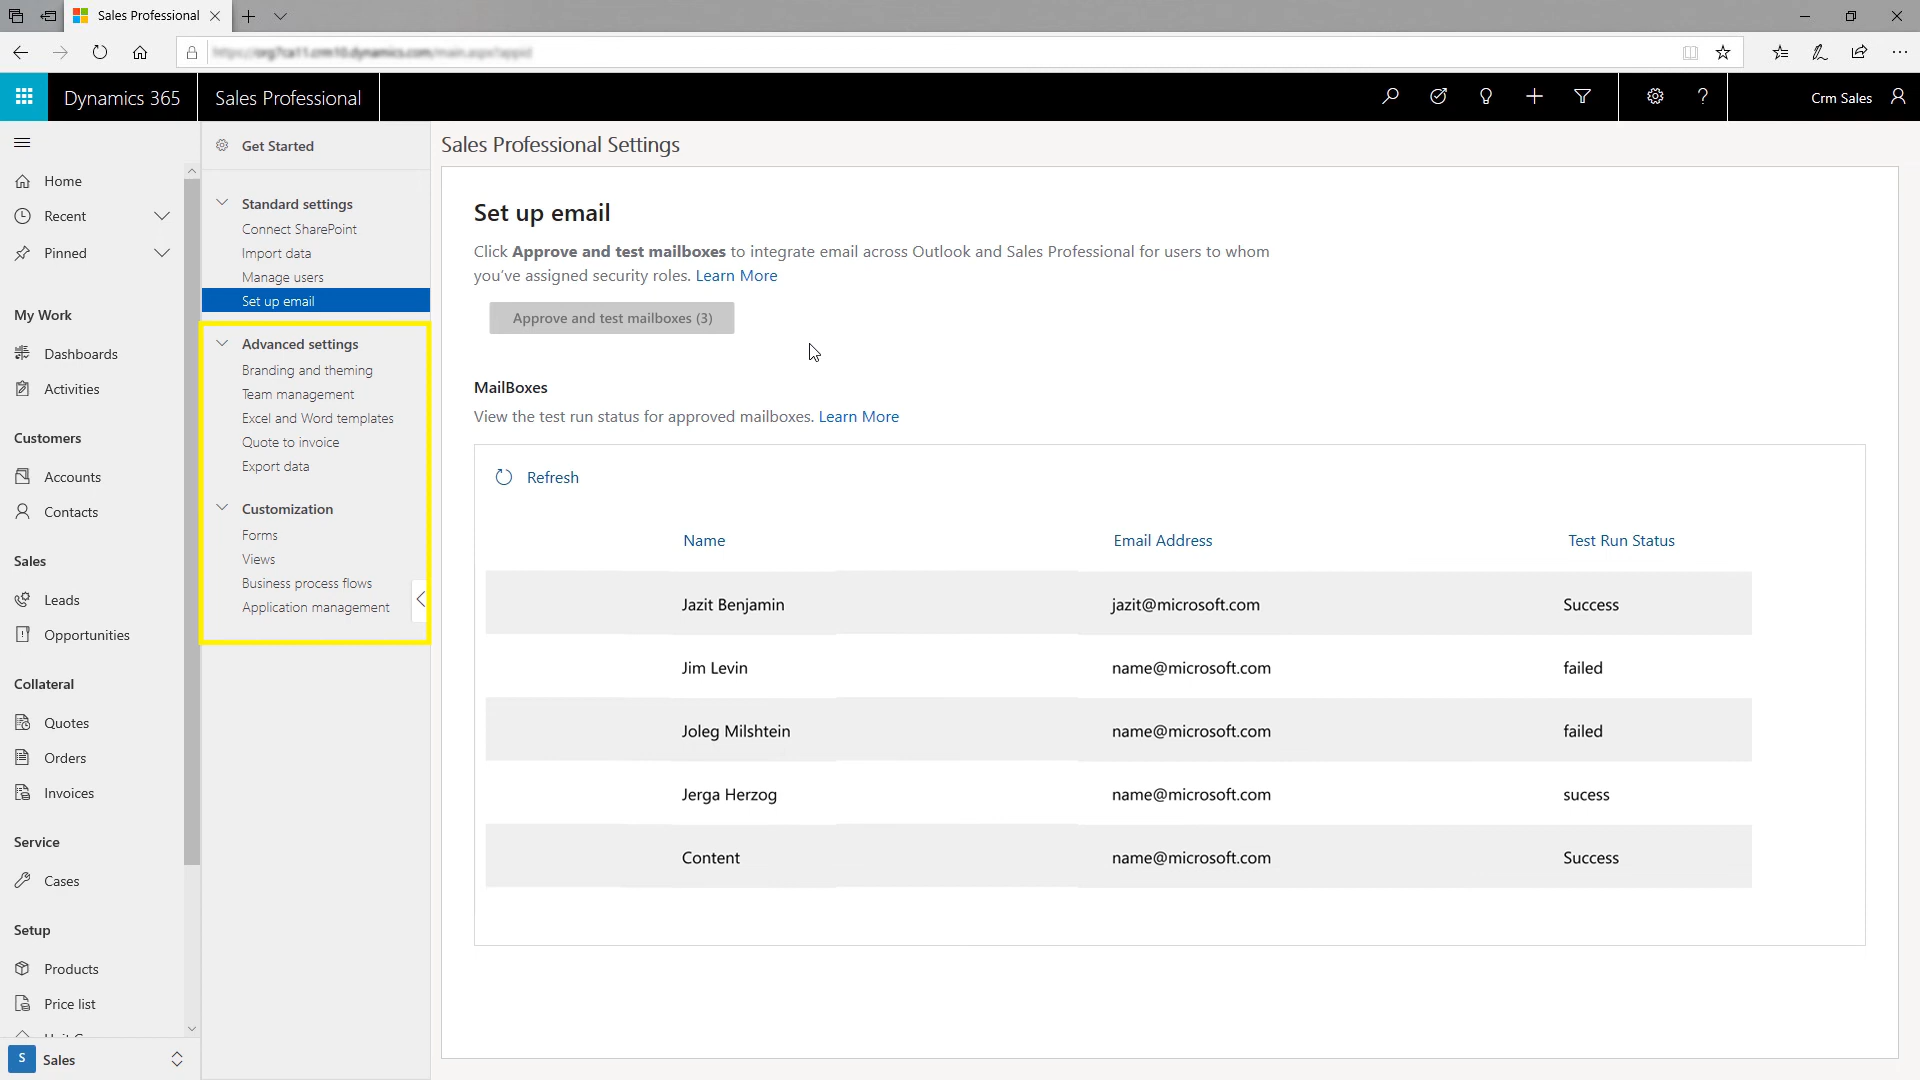 Sales Professional
Dynamics 365
Sales Professional
Crm Sales
Home
Recent
Pinned
My Work
Dashboards
Activities
Customers
Accounts
Contacts
Sales
Leads
Opportunities
Collateral
Quotes
Orders
Invoices
Service
Cases
Setup
Products
Price list
S
Sales
Get Started
Standard settings
Connect SharePoint
Import data
Manage users
Set up email
Advanced settings
Branding and theming
Team management
Excel and Word templates
Quote to invoice
Export data
Customization
Forms
Views
Business process flows
Application management
Sales Professional Settings
Set up email
Click Approve and test mailboxes to integrate email across Outlook and Sales Professional for users to whom
you've assigned security roles. Learn More
Approve and test mailboxes (3)
MailBoxes
View the test run status for approved mailboxes. Learn More
Refresh
Name Email Address Test Run Status
Jazit Benjamin jazit@microsoft.com Success
Jim Levin name@microsoft.com failed
Joleg Milshtein name@microsoft.com failed
Jerga Herzog name@microsoft.com sucess
Content name@microsoft.com Success